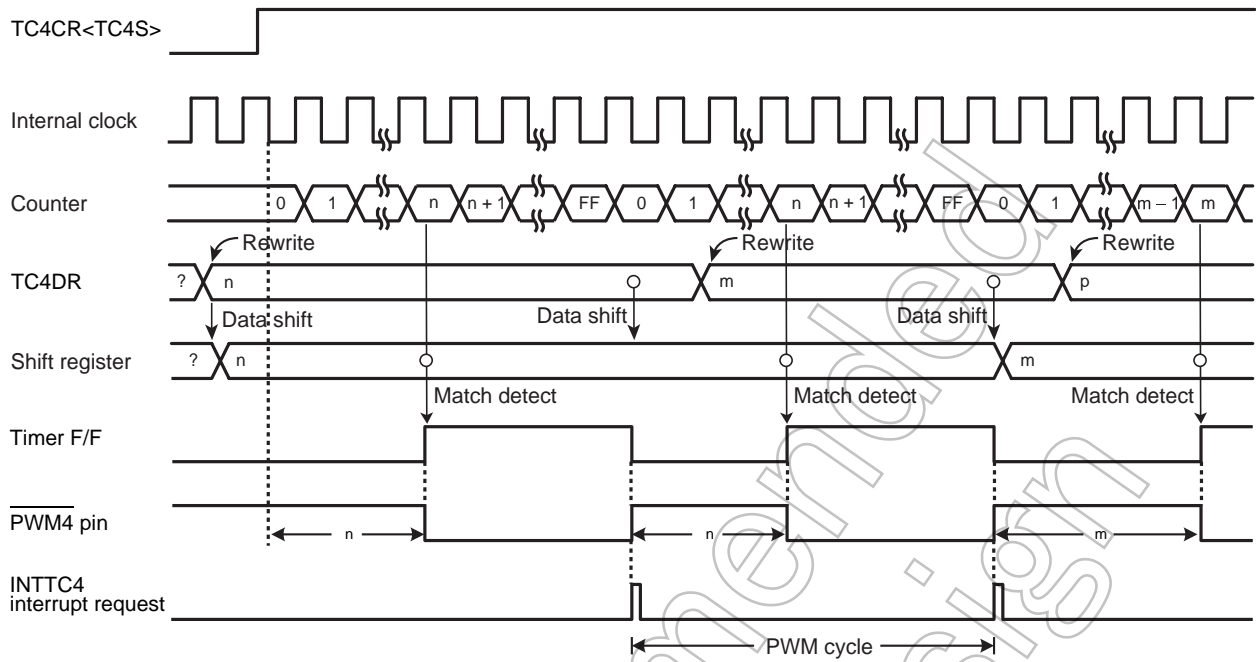 TC4CR<TC4S>
Internal clock
Counter
0 1 n n + 1 FF 0 1 n n + 1 FF 0 1 m – 1 m
Rewrite Rewrite Rewrite
TC4DR
? n m p
Data shift Data shift Data shift
Shift register
? n m
Match detect Match detect Match detect
Timer F/F
PWM4 pin
n n m
INTTC4
interrupt request
PWM cycle